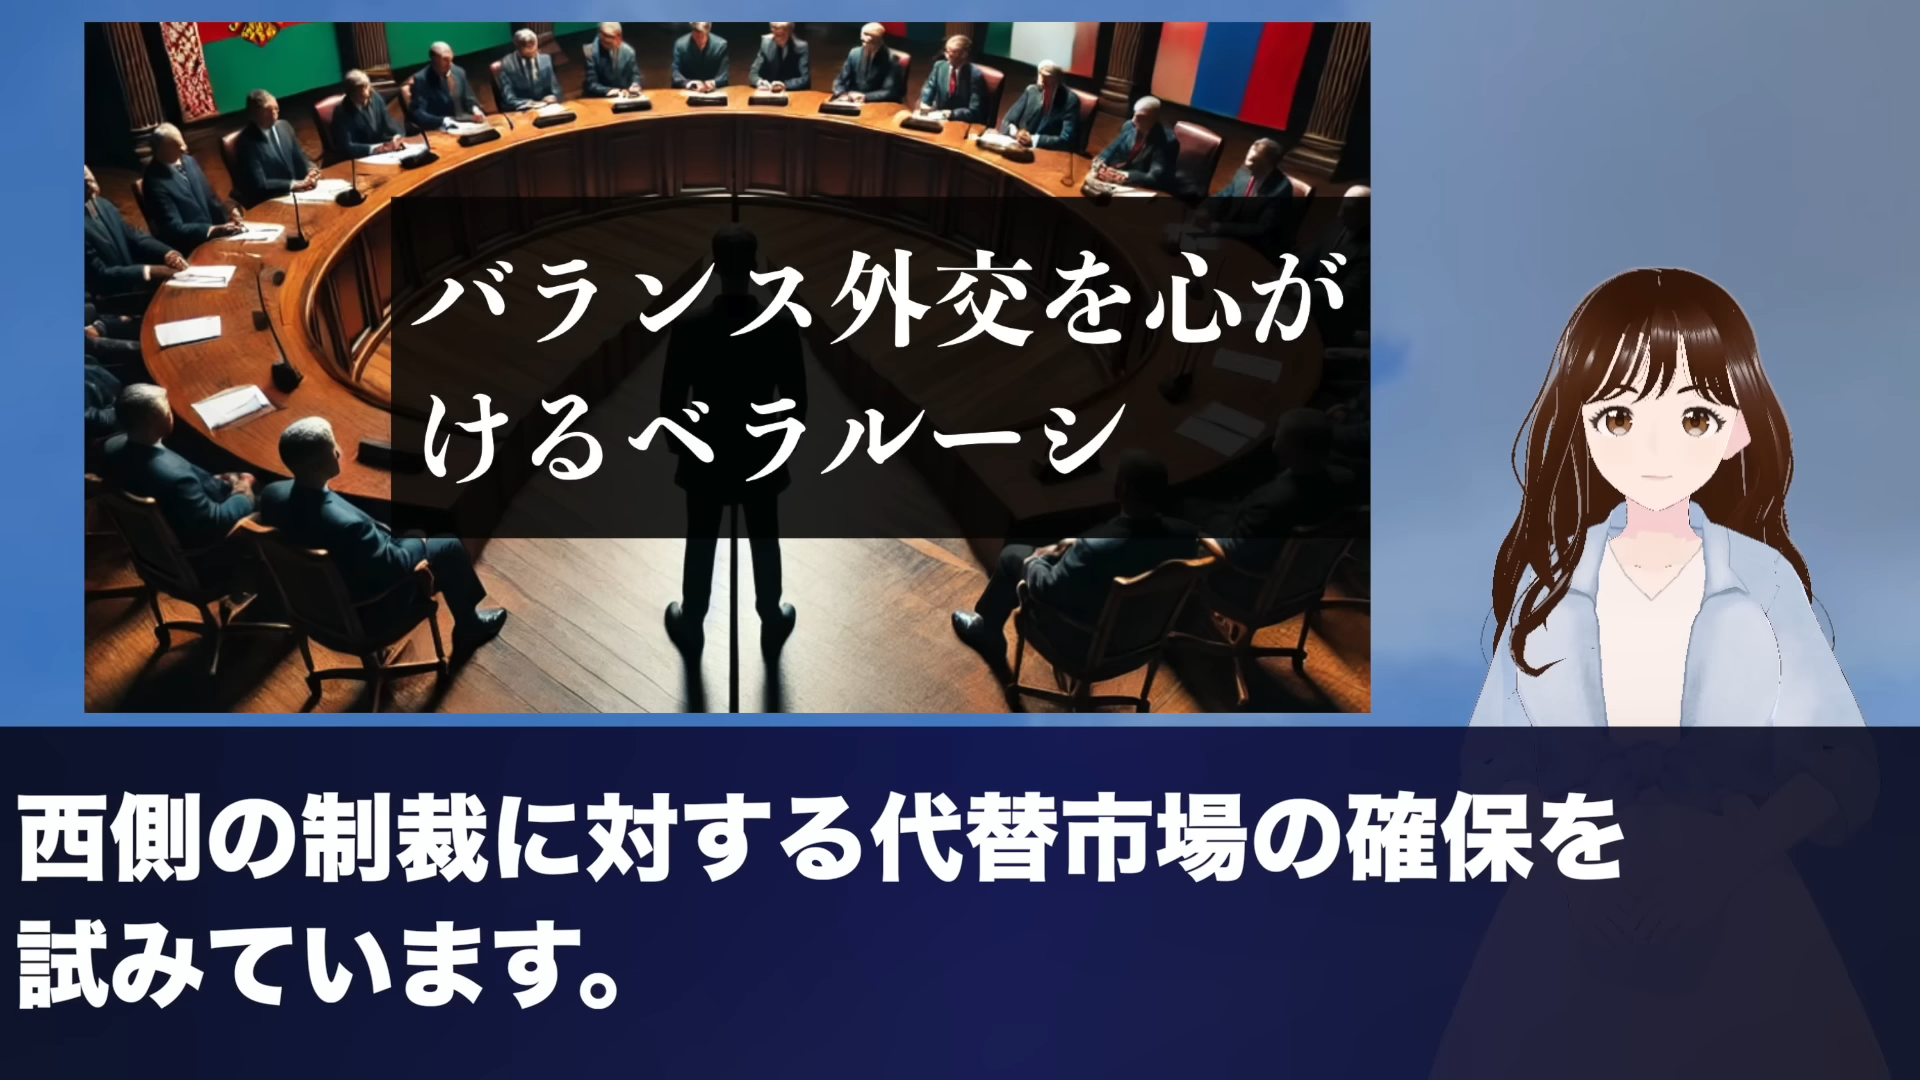 バランス外交を心が
けるベラルーシ
西側の制裁に対する代替市場の確保を
試みています。